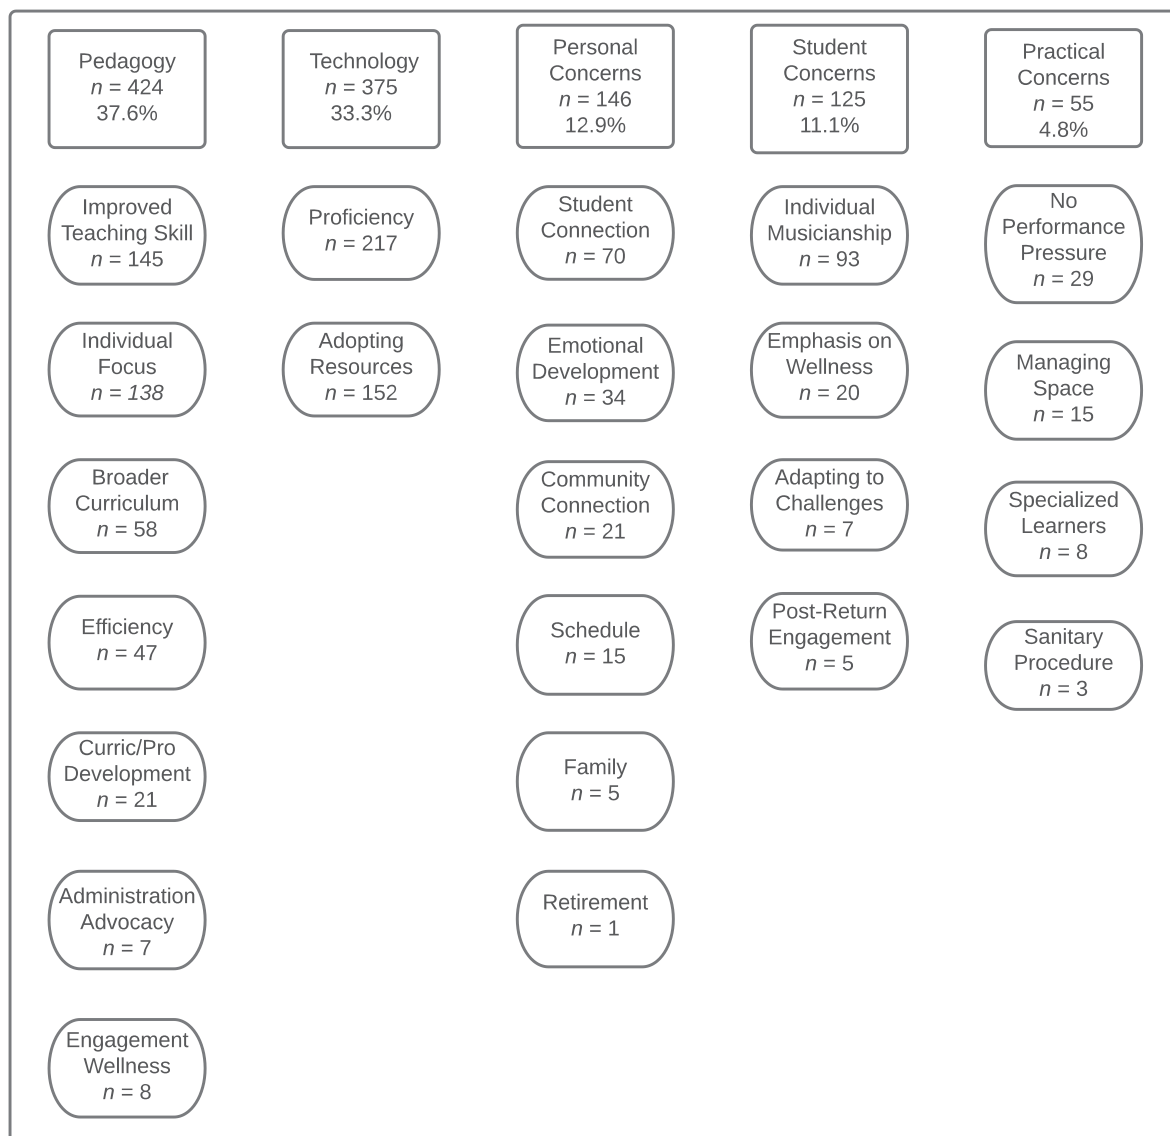 Pedagogy
n = 424
37.6%
Improved
Teaching Skill
n = 145
Individual
Focus
n = 138
Broader
Curriculum
n = 58
Efficiency
n = 47
Curric/Pro
Development
n = 21
Administration
Advocacy
n = 7
Engagement
Wellness
n = 8
Technology
n = 375
33.3%
Proficiency
n = 217
Adopting
Resources
n = 152
Personal
Concerns
n = 146
12.9%
Student
Connection
n = 70
Emotional
Development
n = 34
Community
Connection
n = 21
Schedule
n = 15
Family
n = 5
Retirement
n = 1
Student
Concerns
n = 125
11.1%
Individual
Musicianship
n = 93
Emphasis on
Wellness
n = 20
Adapting to
Challenges
n = 7
Post-Return
Engagement
n = 5
Practical
Concerns
n = 55
4.8%
No
Performance
Pressure
n = 29
Managing
Space
n = 15
Specialized
Learners
n = 8
Sanitary
Procedure
n = 3